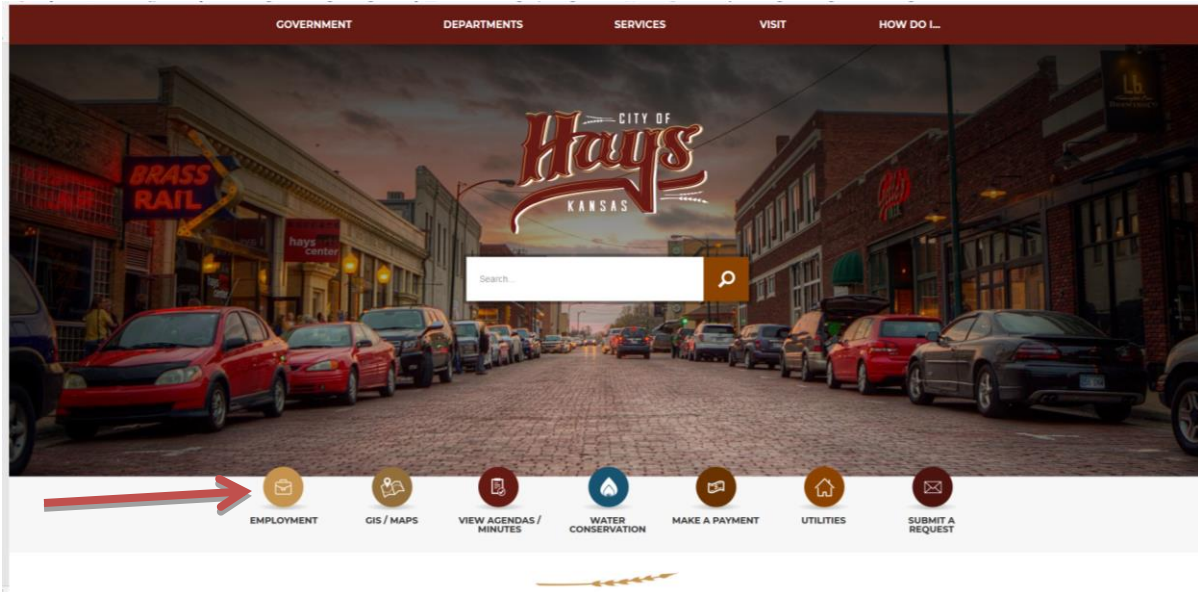 GOVERNMENT
DEPARTMENTS
SERVICES
VISIT
HOW DO I...
Lb.
CITY OF
Hays
KANSAS
BRASS
RAIL
hays
center
Search...
EMPLOYMENT
GIS / MAPS
VIEW AGENDAS /
MINUTES
WATER
CONSERVATION
MAKE A PAYMENT
UTILITIES
SUBMIT A
REQUEST